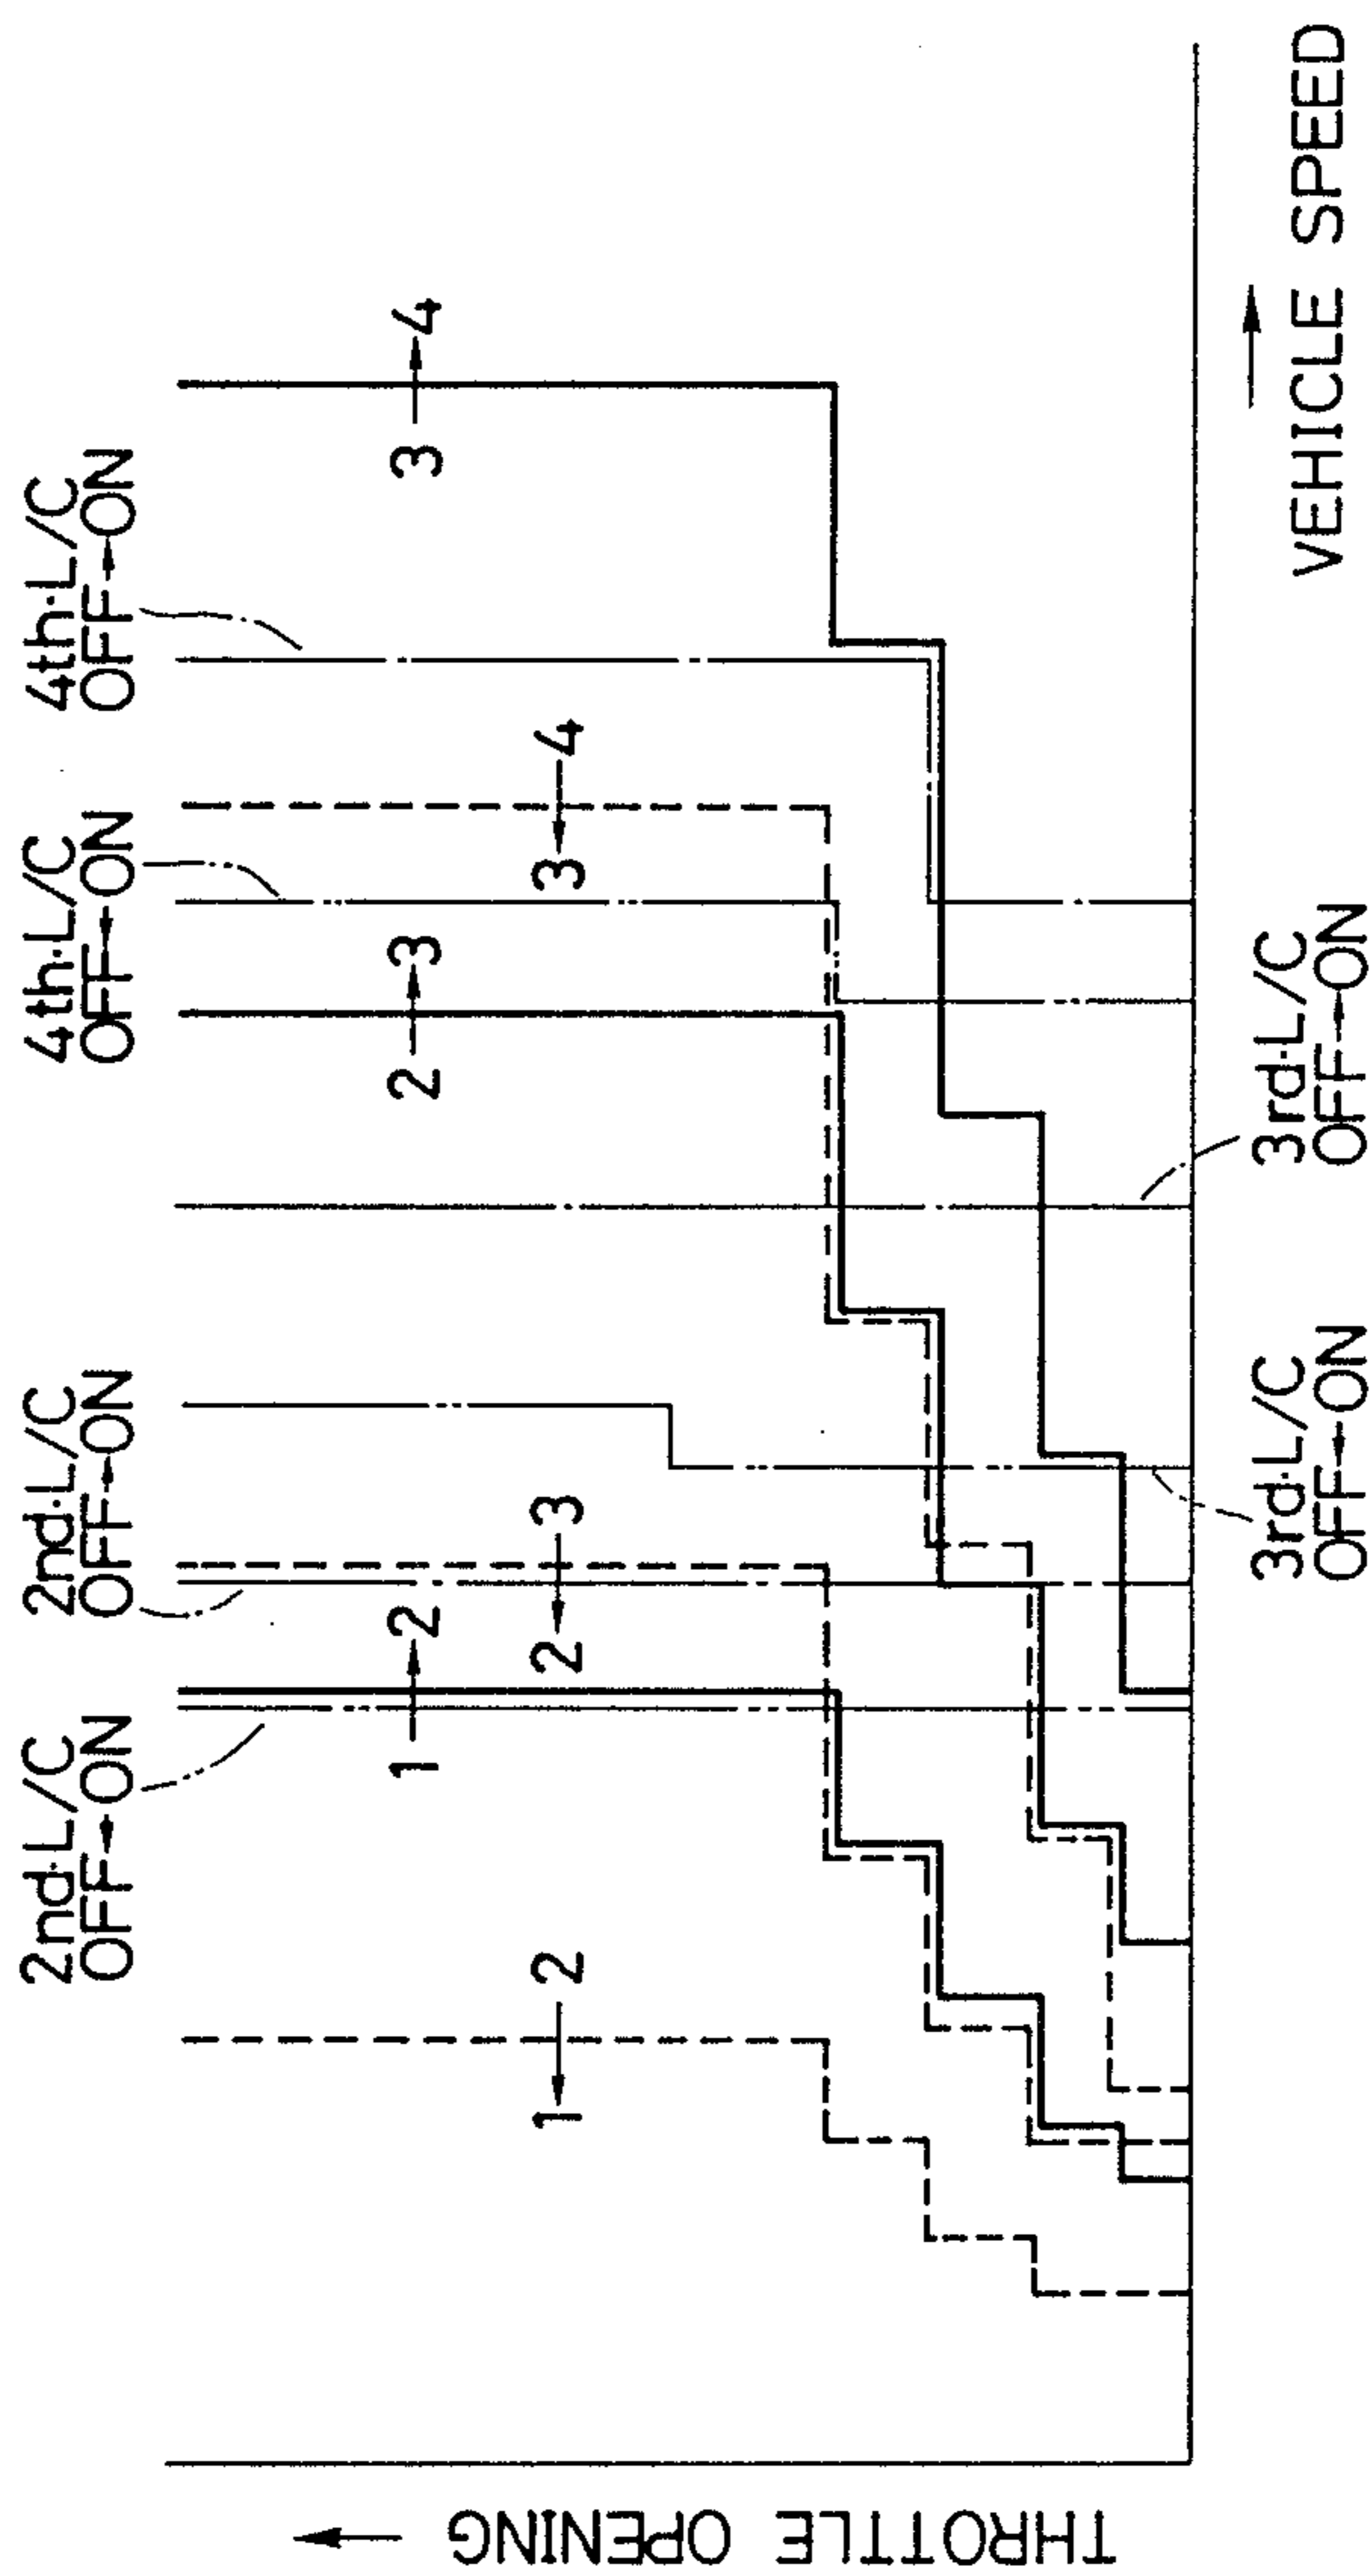 2nd·L/C
OFF←ON
2nd·L/C
OFF→ON
4th·L/C
OFF←ON
4th·L/C
OFF→ON
1→2
2→3
3→4
1←2
2←3
3←4
THROTTLE OPENING →
3rd·L/C
OFF←ON
3rd·L/C
OFF→ON
→ VEHICLE SPEED